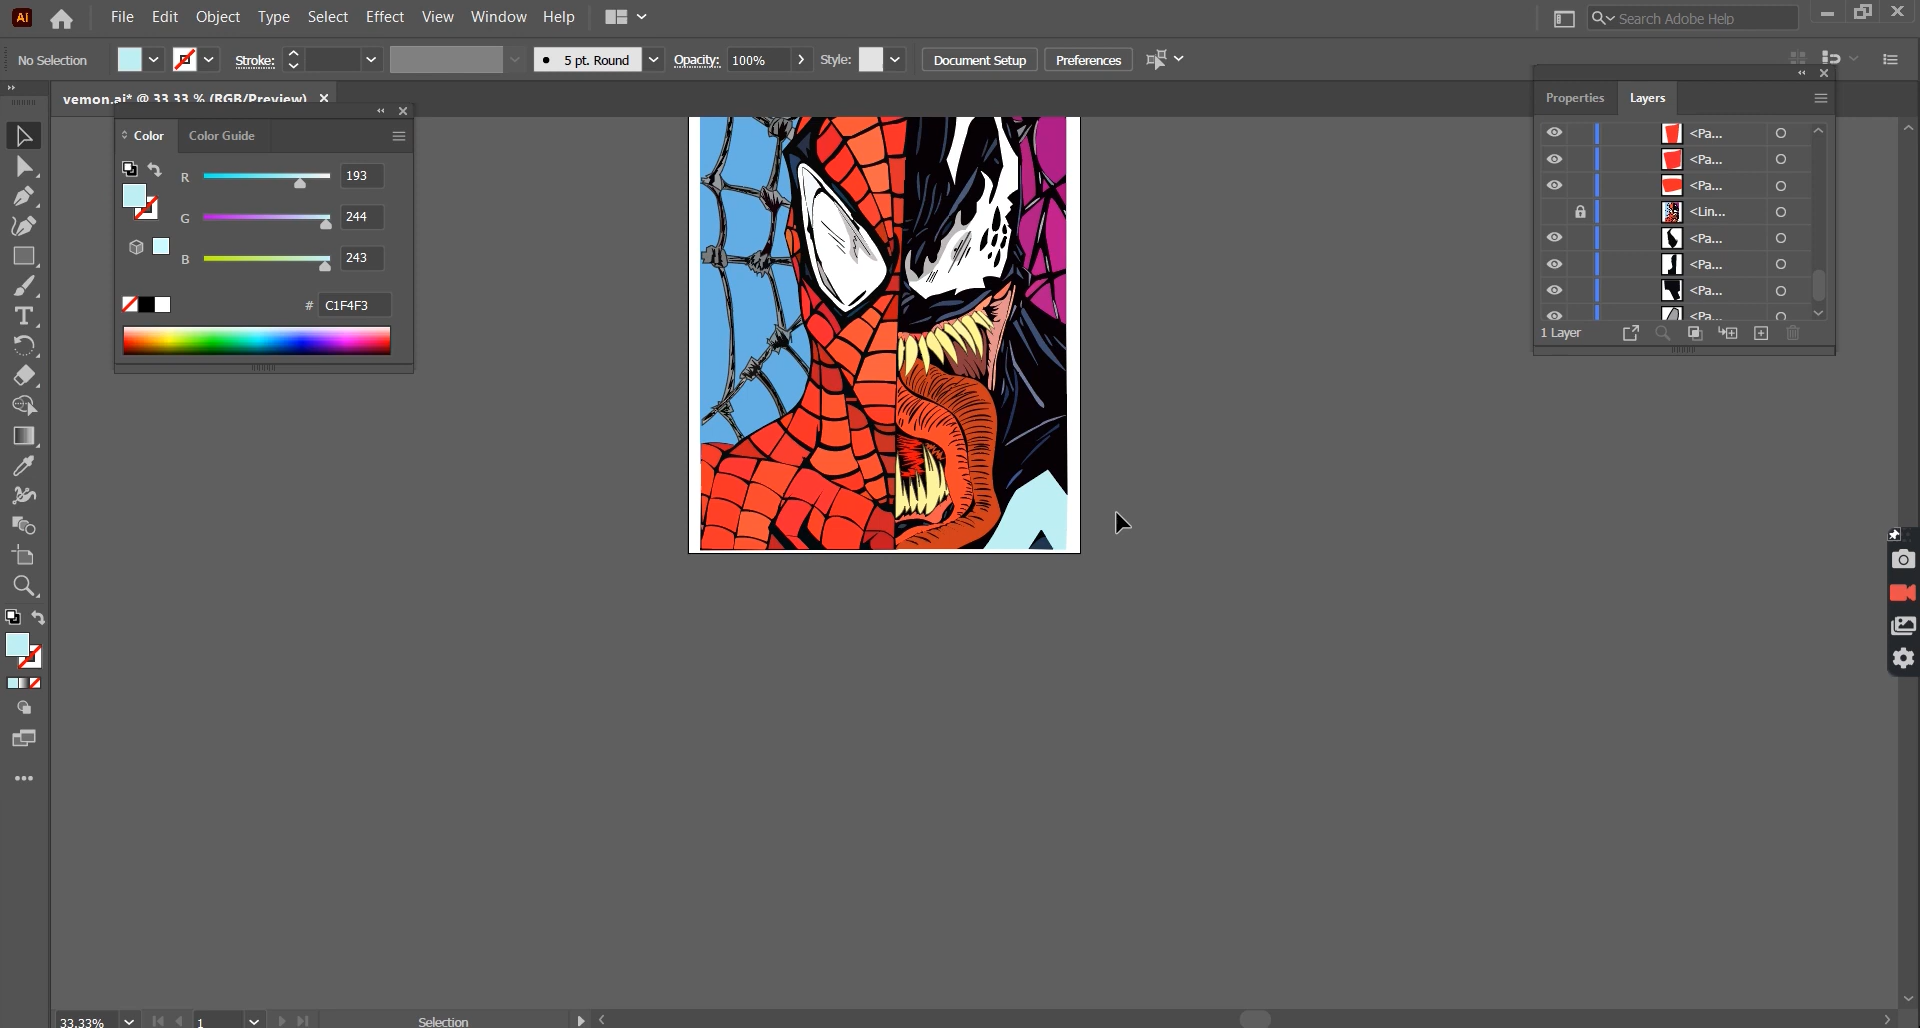 Ai File Edit Object Type Select Effect View Window Help Search Adobe Help
No Selection Stroke: 5 pt. Round Opacity: 100% Style: Document Setup Preferences
vemon.ai* @ 33.33 % (RGB/Preview)
Color Color Guide
R 193
G 244
B 243
# C1F4F3
Properties Layers
<Pa...
<Pa...
<Pa...
<Lin...
<Pa...
<Pa...
<Pa...
<Pa...
1 Layer
33.33% 1 Selection